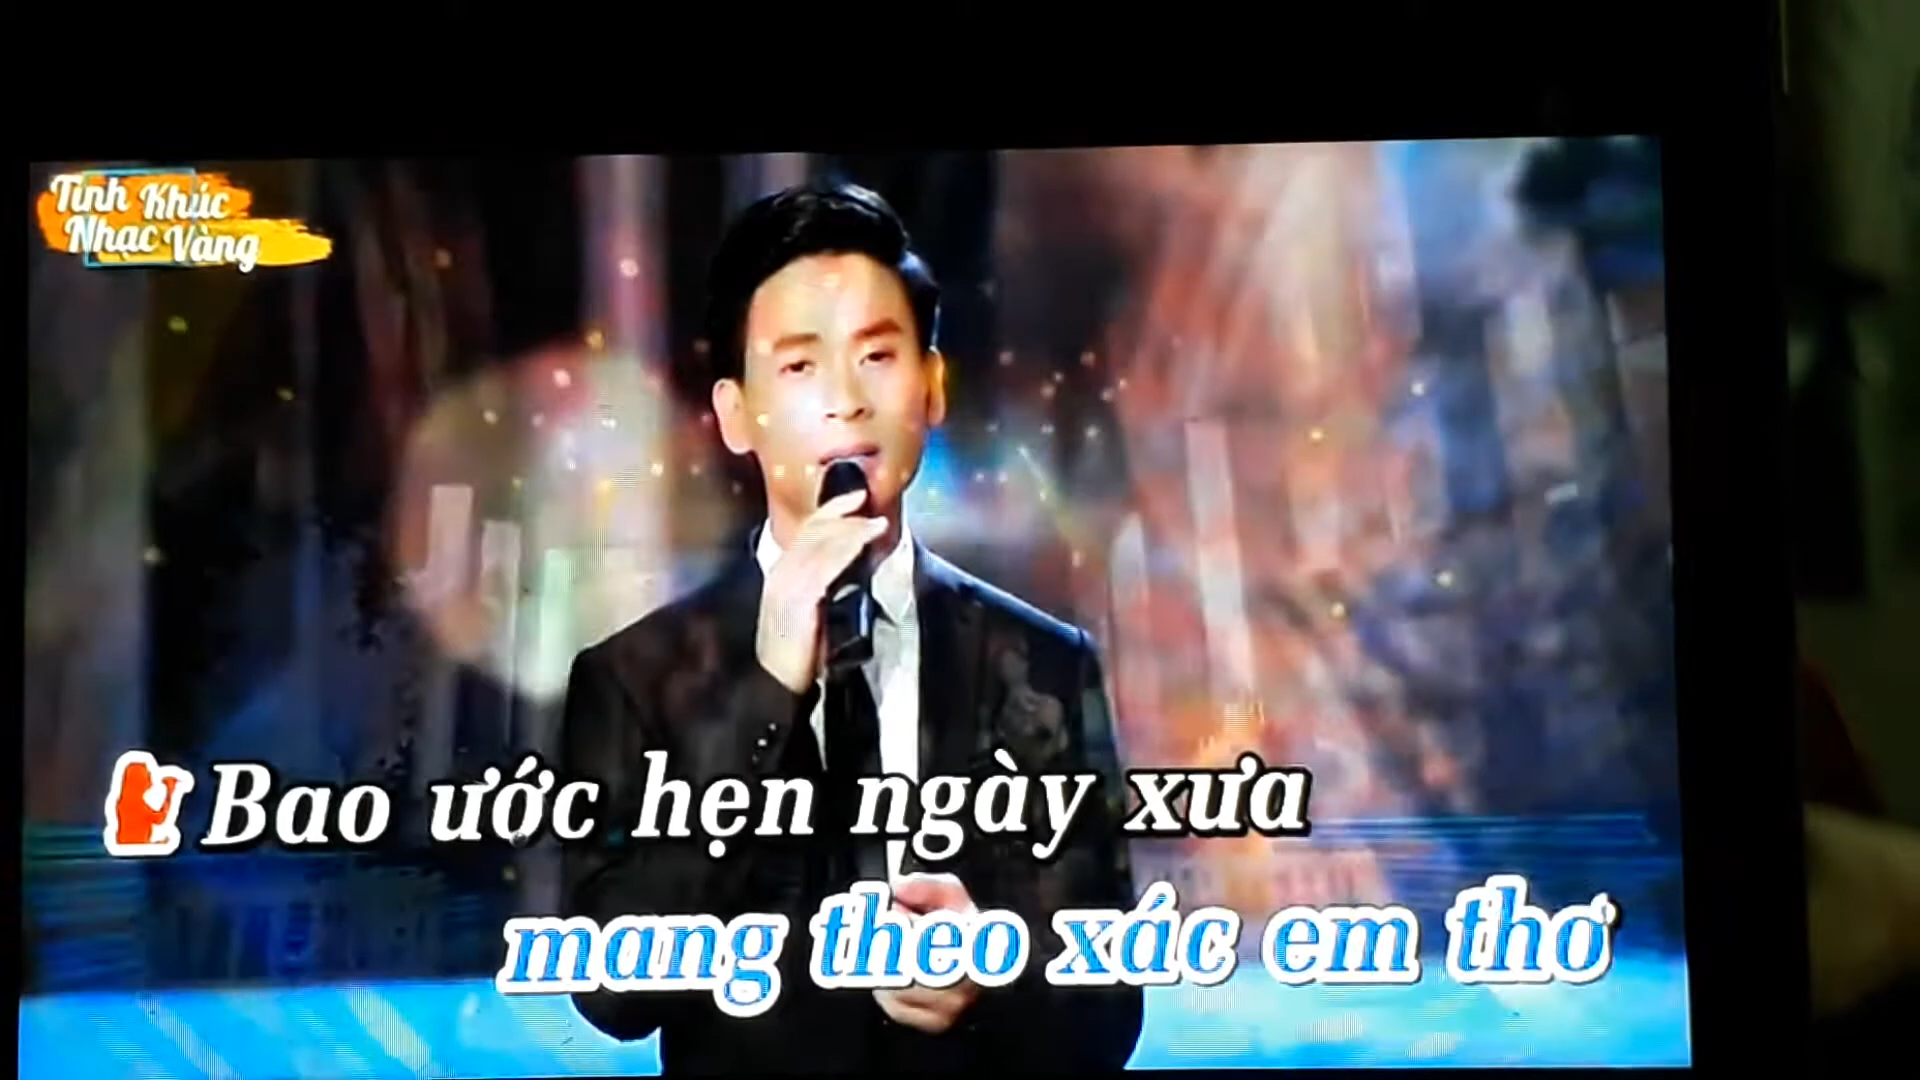 Tình Khúc
Nhạc Vàng
Bao ước hẹn ngày xưa
mang theo xác em thơ